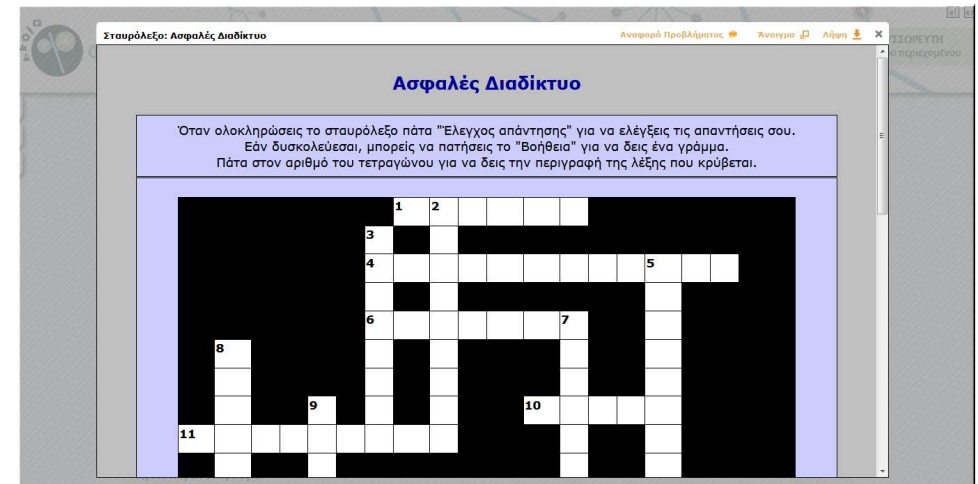 Σταυρόλεξο: Ασφαλές Διαδίκτυο
Αναφορά Προβλήματος
Άνοιγμα
Λήψη
Ασφαλές Διαδίκτυο
Όταν ολοκληρώσεις το σταυρόλεξο πάτα "Έλεγχος απάντησης" για να ελέγξεις τις απαντήσεις σου.
Εάν δυσκολεύεσαι, μπορείς να πατήσεις το "Βοήθεια" για να δεις ένα γράμμα.
Πάτα στον αριθμό του τετραγώνου για να δεις την περιγραφή της λέξης που κρύβεται.
1 2
3
4 5
6 7
8
9 10
11
ΣΣΩΡΕΥΤΗ
περιεχομένου
el